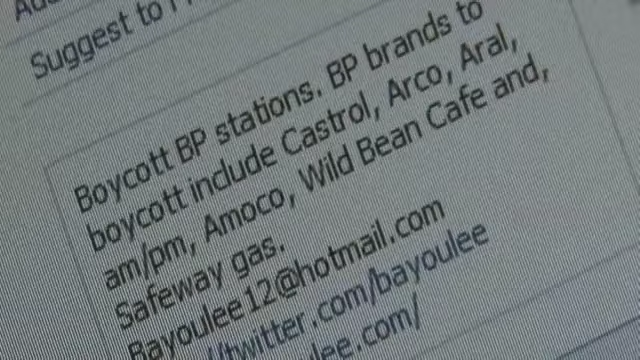 Suggest to
Boycott BP stations. BP brands to
boycott include Castrol, Arco, Aral,
am/pm, Amoco, Wild Bean Cafe and,
Safeway gas.
Bayoulee12@hotmail.com
/twitter.com/bayoulee
lee.com/